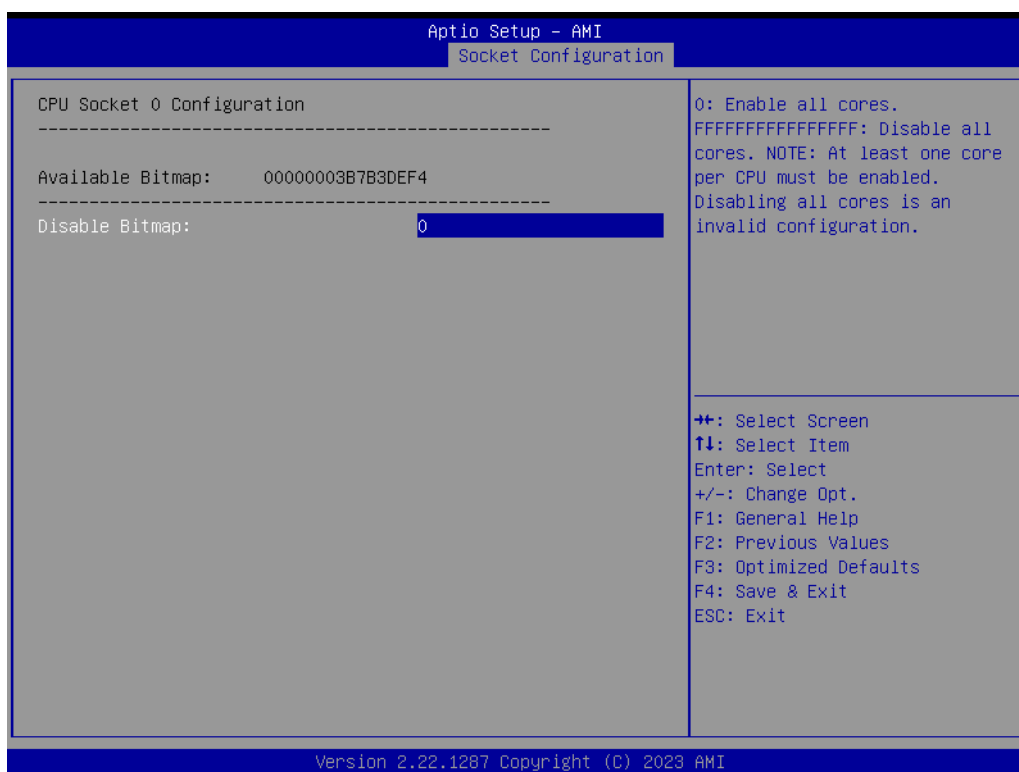 Aptio Setup – AMI
Socket Configuration
CPU Socket 0 Configuration
--------------------------------------------------
Available Bitmap: 00000003B7B3DEF4
--------------------------------------------------
Disable Bitmap: 0
0: Enable all cores.
FFFFFFFFFFFFFFFF: Disable all
cores. NOTE: At least one core
per CPU must be enabled.
Disabling all cores is an
invalid configuration.
→←: Select Screen
↑↓: Select Item
Enter: Select
+/-: Change Opt.
F1: General Help
F2: Previous Values
F3: Optimized Defaults
F4: Save & Exit
ESC: Exit
Version 2.22.1287 Copyright (C) 2023 AMI